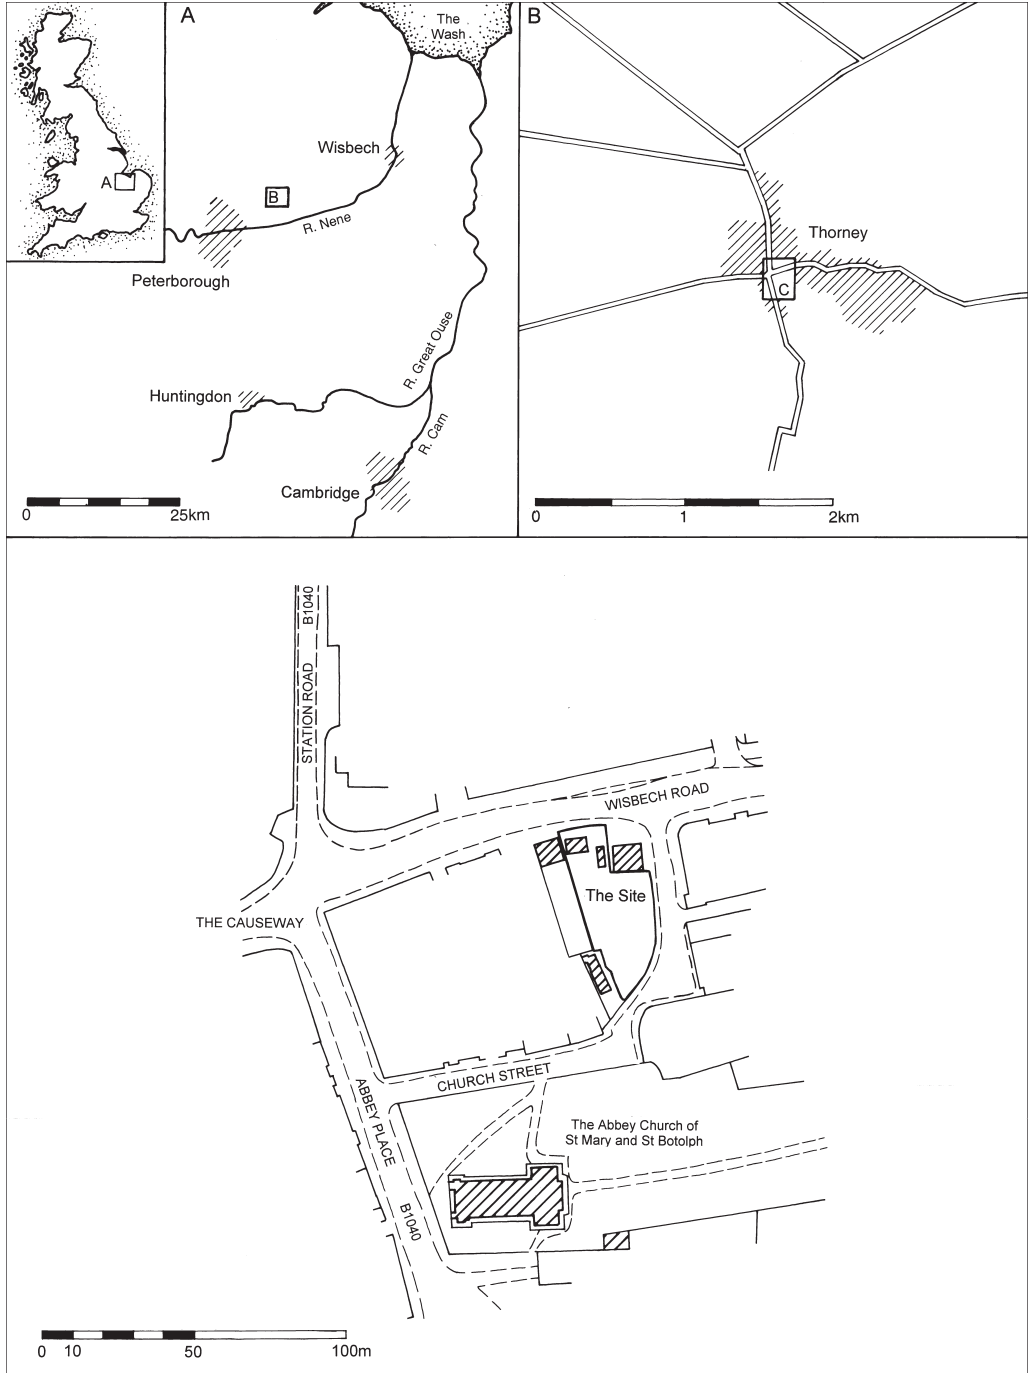 A
The
Wash
B
Wisbech
A
B
R. Nene
Peterborough
Thorney
C
R. Great Ouse
Huntingdon
R. Cam
Cambridge
0 25km
0 1 2km
B1040
STATION ROAD
WISBECH ROAD
The Site
THE CAUSEWAY
CHURCH STREET
ABBEY PLACE
The Abbey Church of
St Mary and St Botolph
B1040
0 10 50 100m